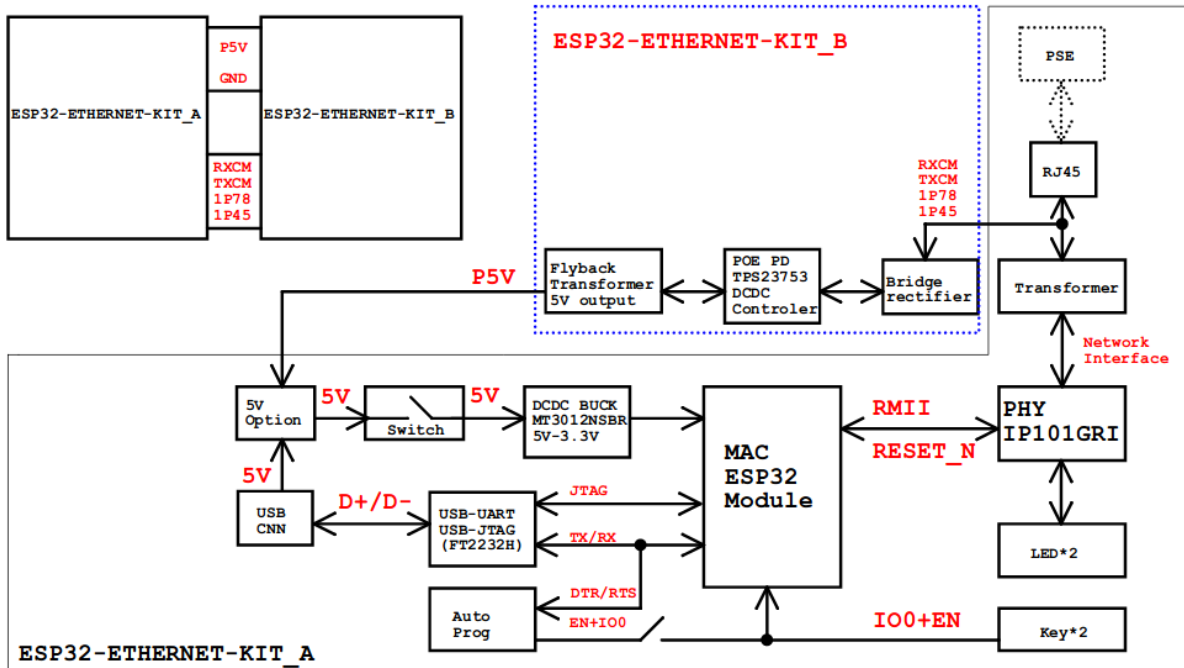 P5V
GND
ESP32-ETHERNET-KIT_A
ESP32-ETHERNET-KIT_B
RXCM
TXCM
1P78
1P45
ESP32-ETHERNET-KIT_B
PSE
RJ45
RXCM
TXCM
1P78
1P45
P5V
Flyback
Transformer
5V output
POE PD
TPS23753
DCDC
Controler
Bridge
rectifier
Transformer
Network
Interface
5V
Option
5V
Switch
5V
DCDC BUCK
MT3012NSBR
5V-3.3V
MAC
ESP32
Module
RMII
RESET_N
PHY
IP101GRI
5V
USB
CNN
D+/D-
USB-UART
USB-JTAG
(FT2232H)
JTAG
TX/RX
LED*2
DTR/RTS
Auto
Prog
EN+IO0
IO0+EN
Key*2
ESP32-ETHERNET-KIT_A